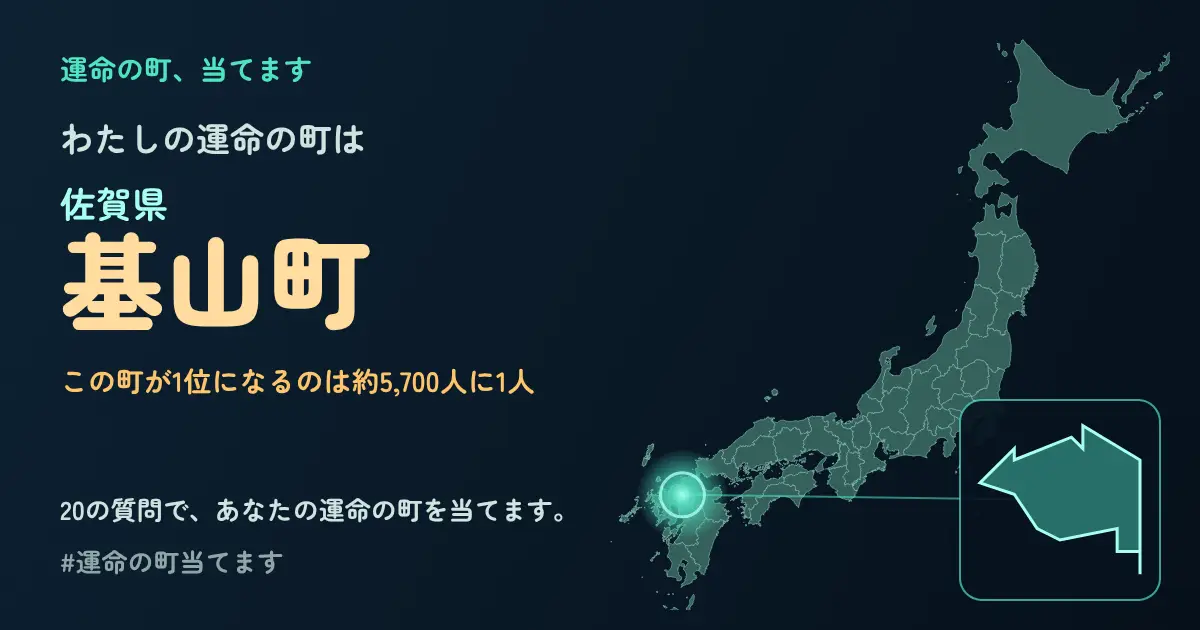 運命の町、当てます
わたしの運命の町は
佐賀県
基山町
この町が1位になるのは約5,700人に1人
20の質問で、あなたの運命の町を当てます。
#運命の町当てます